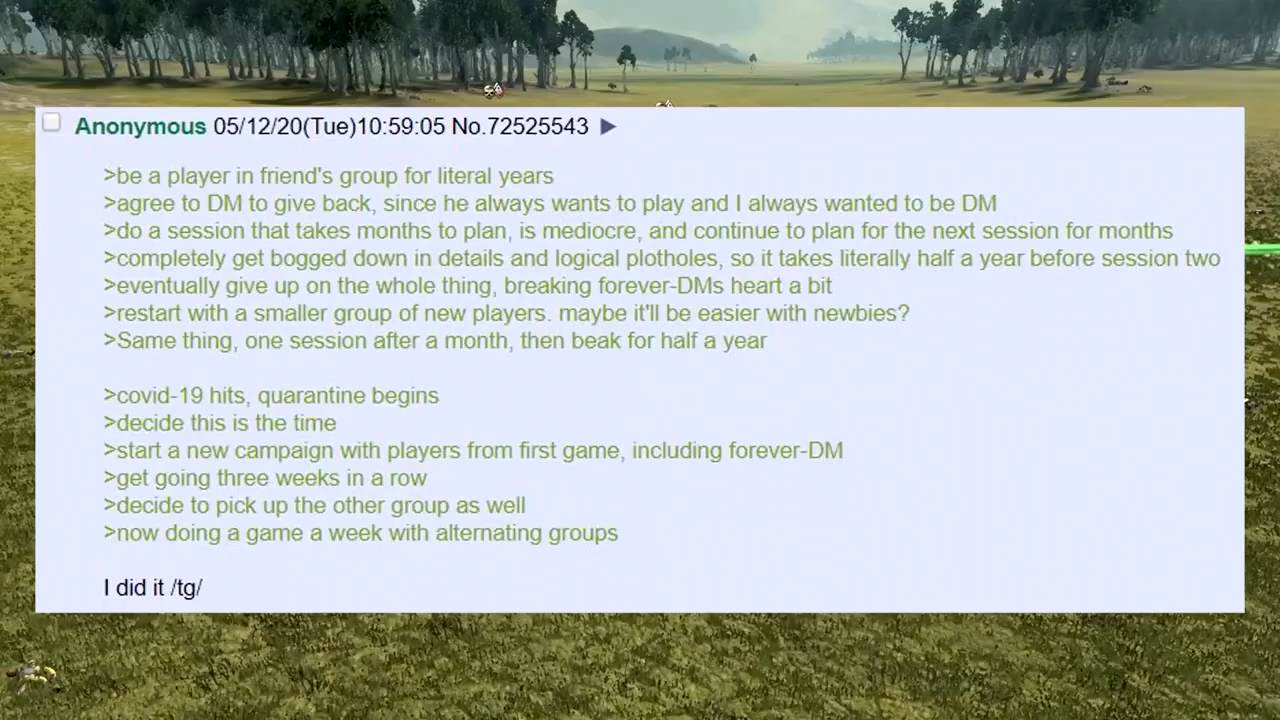 Anonymous 05/12/20(Tue)10:59:05 No.72525543 ▶
>be a player in friend's group for literal years
>agree to DM to give back, since he always wants to play and I always wanted to be DM
>do a session that takes months to plan, is mediocre, and continue to plan for the next session for months
>completely get bogged down in details and logical plotholes, so it takes literally half a year before session two
>eventually give up on the whole thing, breaking forever-DMs heart a bit
>restart with a smaller group of new players. maybe it'll be easier with newbies?
>Same thing, one session after a month, then beak for half a year
>covid-19 hits, quarantine begins
>decide this is the time
>start a new campaign with players from first game, including forever-DM
>get going three weeks in a row
>decide to pick up the other group as well
>now doing a game a week with alternating groups
I did it /tg/